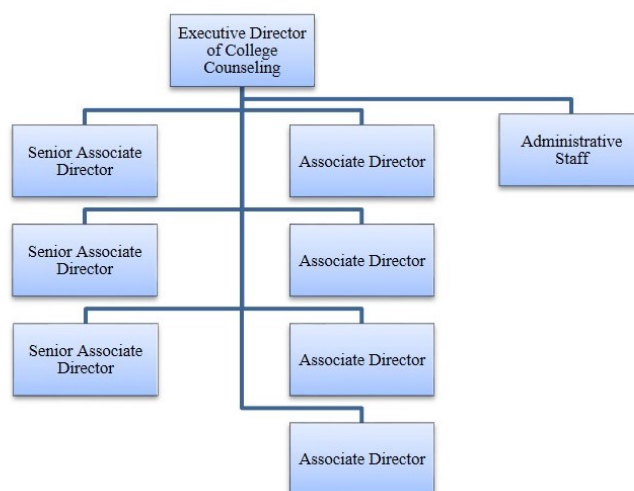 Executive Director
of College
Counseling
Senior Associate
Director
Associate Director
Administrative
Staff
Senior Associate
Director
Associate Director
Senior Associate
Director
Associate Director
Associate Director